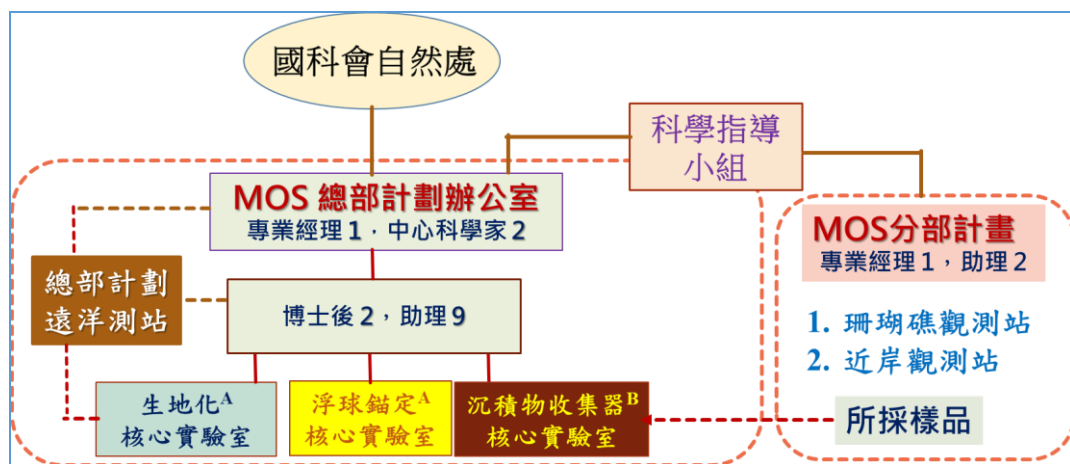 國科會自然處
科學指導
小組
MOS 總部計劃辦公室
專業經理1，中心科學家2
MOS分部計畫
專業經理1，助理2
總部計劃
遠洋測站
博士後2，助理9
1. 珊瑚礁觀測站
2. 近岸觀測站
生地化A
核心實驗室
浮球錨定A
核心實驗室
沉積物收集器B
核心實驗室
所採樣品